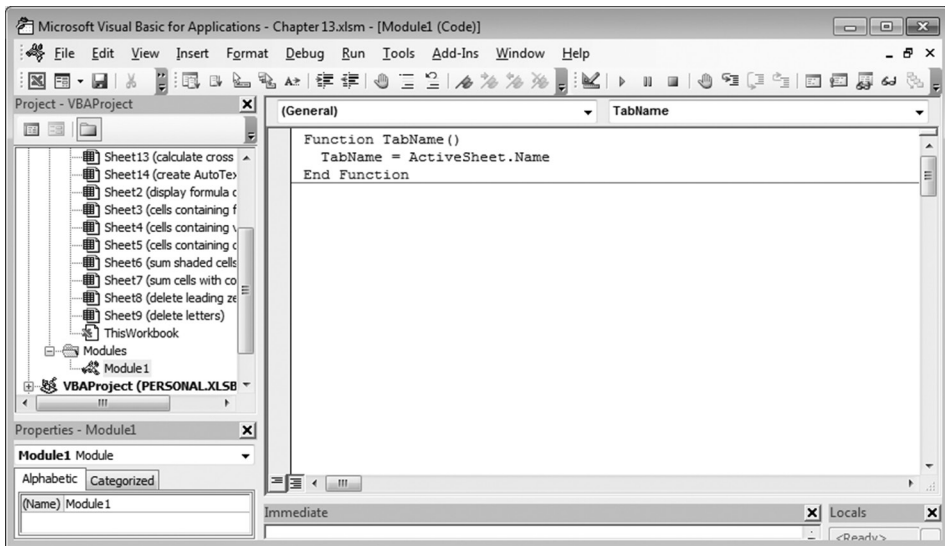 Microsoft Visual Basic for Applications - Chapter 13.xlsm - [Module1 (Code)]
File Edit View Insert Format Debug Run Tools Add-Ins Window Help
Project - VBAProject
Sheet13 (calculate cross
Sheet14 (create AutoTex
Sheet2 (display formula c
Sheet3 (cells containing f
Sheet4 (cells containing v
Sheet5 (cells containing c
Sheet6 (sum shaded cells
Sheet7 (sum cells with co
Sheet8 (delete leading ze
Sheet9 (delete letters)
ThisWorkbook
Modules
Module1
VBAProject (PERSONAL.XLSB
Properties - Module1
Module1 Module
Alphabetic Categorized
(Name) Module1
(General) TabName
Function TabName()
TabName = ActiveSheet.Name
End Function
Immediate
Locals
<Ready>